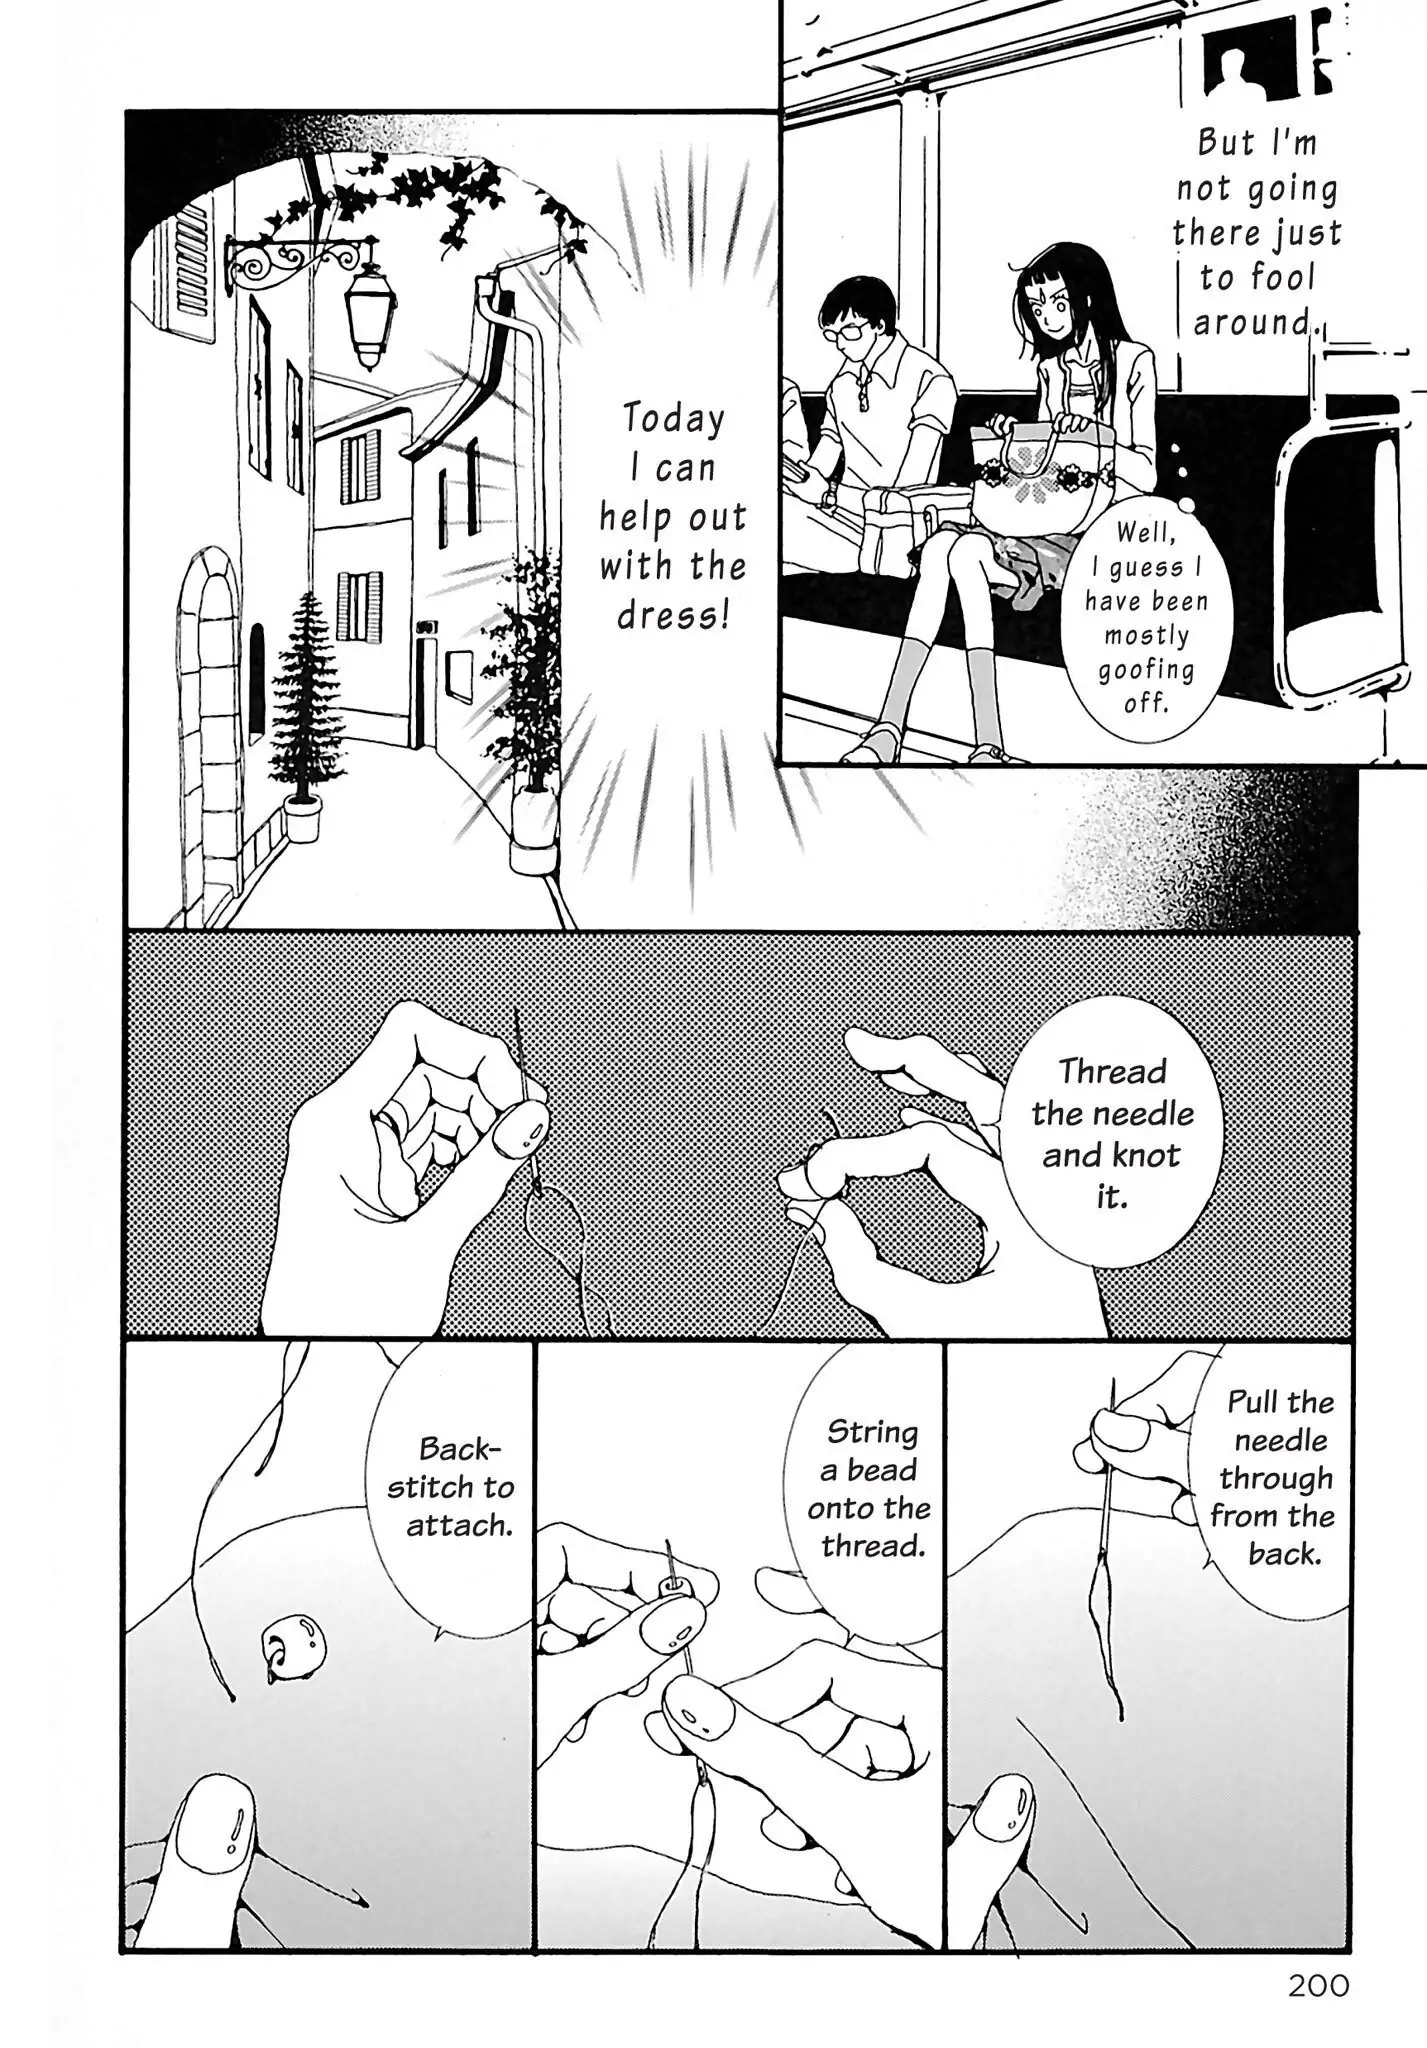 But I'm
not going
there just
to fool
around.
Well,
I guess I
have been
mostly
goofing
off.
Today
I can
help out
with the
dress!
Thread
the needle
and knot
it.
Pull the
needle
through
from the
back.
String
a bead
onto the
thread.
Back-
stitch to
attach.
200